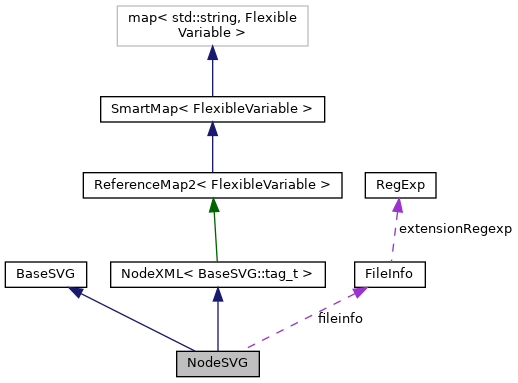 map< std::string, Flexible
Variable >
SmartMap< FlexibleVariable >
ReferenceMap2< FlexibleVariable >
RegExp
extensionRegexp
BaseSVG
NodeXML< BaseSVG::tag_t >
FileInfo
fileinfo
NodeSVG